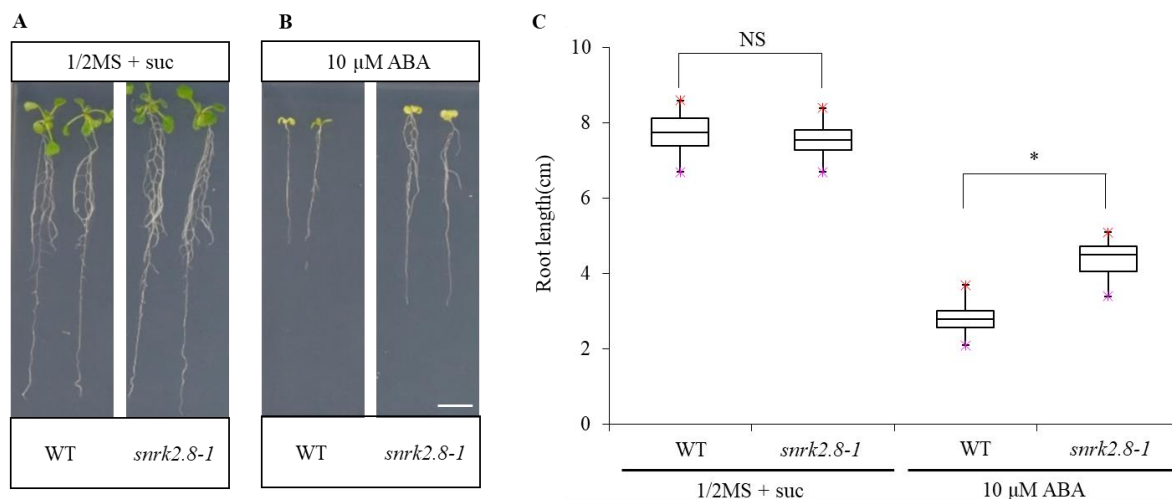 A
B
C
1/2MS + suc
10 μM ABA
WT
snrk2.8-1
WT
snrk2.8-1
Root length(cm)
10
8
6
4
2
0
NS
*
WT
snrk2.8-1
WT
snrk2.8-1
1/2MS + suc
10 μM ABA